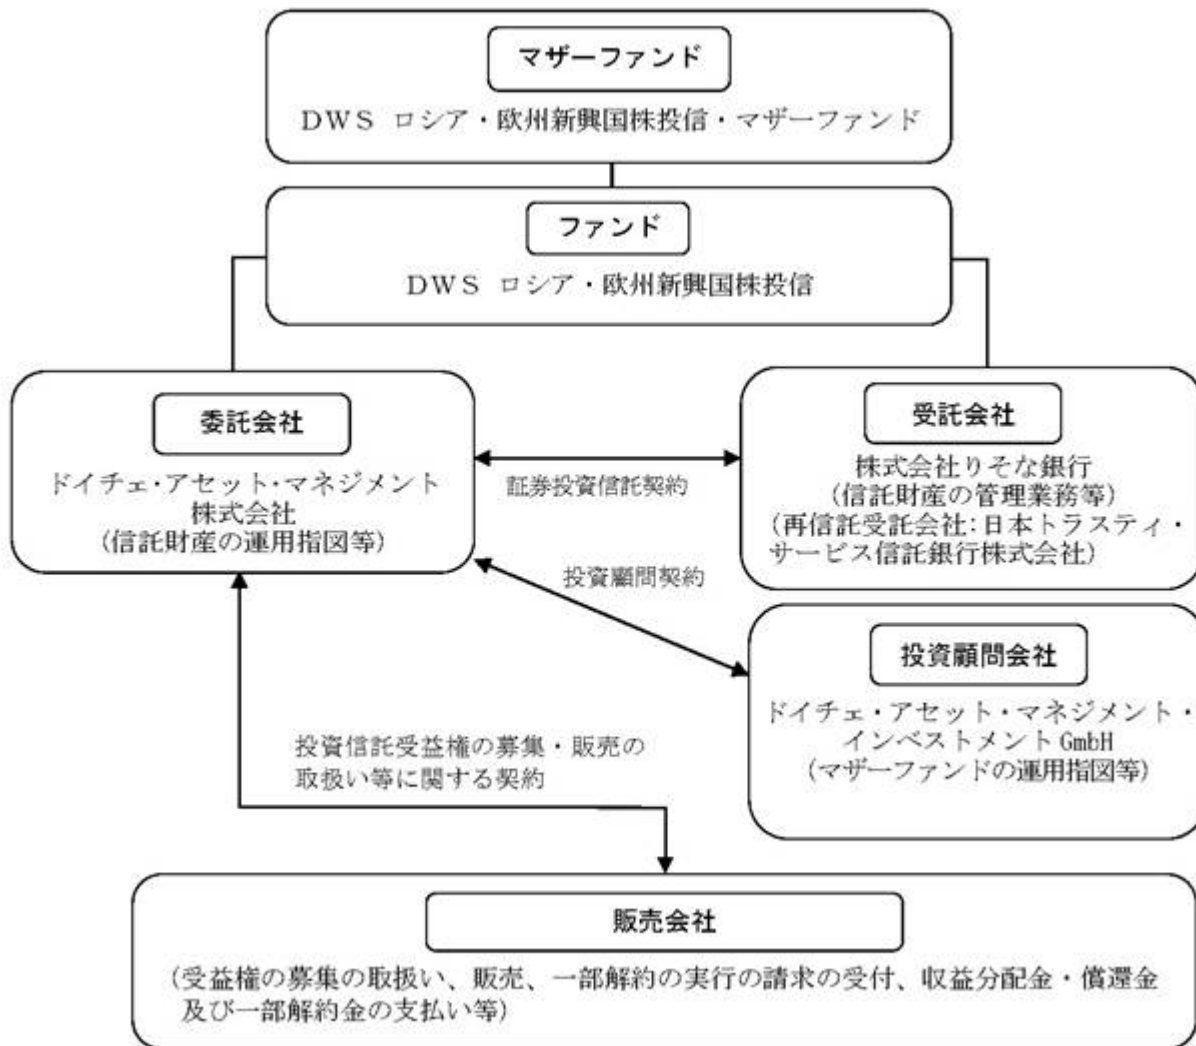 マザーファンド
DWS ロシア・欧州新興国株投信・マザーファンド
ファンド
DWS ロシア・欧州新興国株投信
委託会社
ドイチェ・アセット・マネジメント
株式会社
(信託財産の運用指図等)
証券投資信託契約
受託会社
株式会社りそな銀行
(信託財産の管理業務等)
(再信託受託会社:日本トラスティ・
サービス信託銀行株式会社)
投資顧問契約
投資顧問会社
ドイチェ・アセット・マネジメント・
インベストメント GmbH
(マザーファンドの運用指図等)
投資信託受益権の募集・販売の
取扱い等に関する契約
販売会社
(受益権の募集の取扱い、販売、一部解約の実行の請求の受付、収益分配金・償還金
及び一部解約金の支払い等)